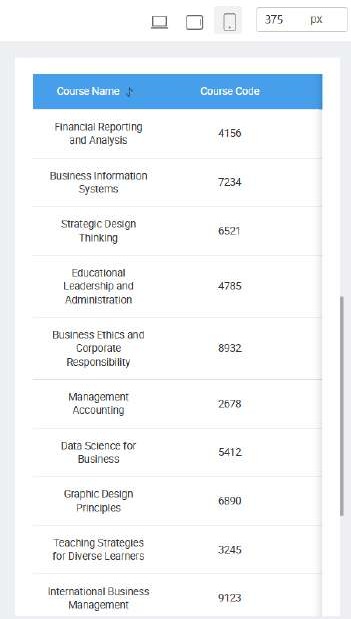 375 px
Course Name Course Code
Financial Reporting
and Analysis
4156
Business Information
Systems
7234
Strategic Design
Thinking
6521
Educational
Leadership and
Administration
4785
Business Ethics and
Corporate
Responsibility
8932
Management
Accounting
2678
Data Science for
Business
5412
Graphic Design
Principles
6890
Teaching Strategies
for Diverse Learners
3245
International Business
Management
9123